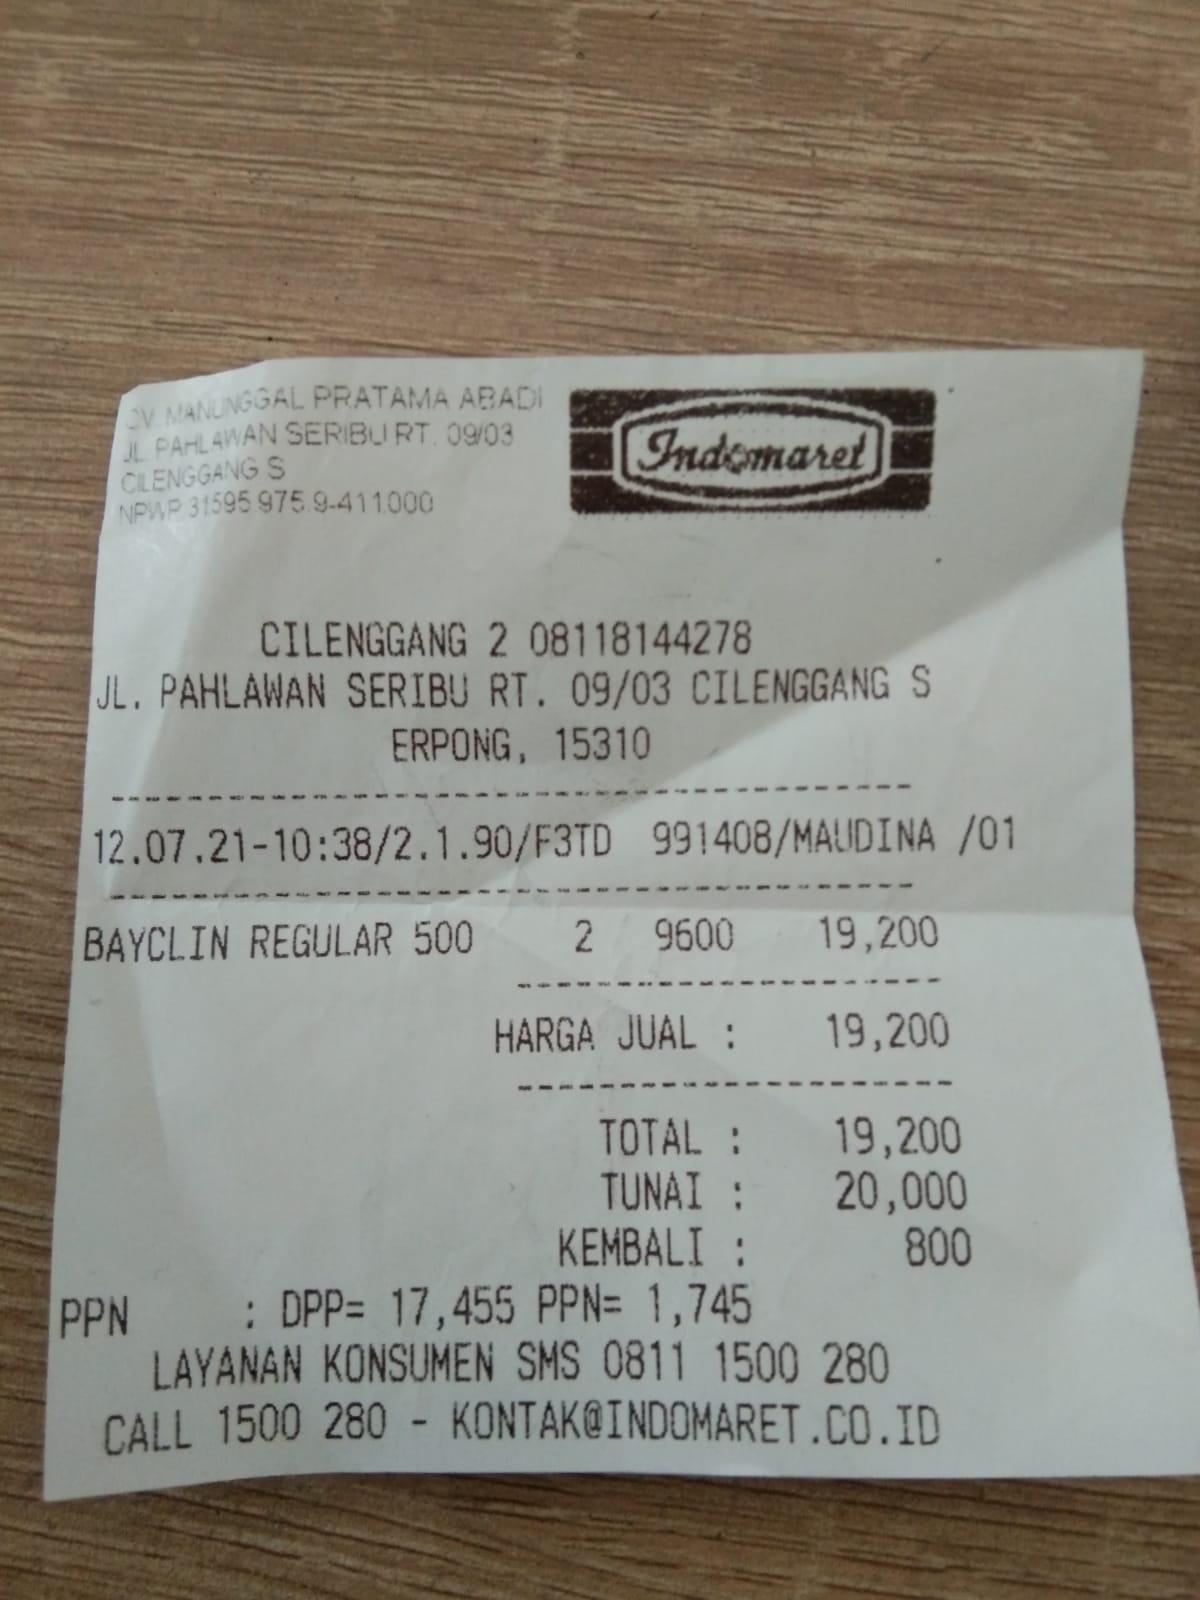 CV. MANUNGGAL PRATAMA ABADI
JL. PAHLAWAN SERIBU RT. 09/03
CILENGGANG S
NPWP.31595.975.9-411.000
Indomaret
CILENGGANG 2 08118144278
JL. PAHLAWAN SERIBU RT. 09/03 CILENGGANG S
ERPONG, 15310
12.07.21-10:38/2.1.90/F3TD 991408/MAUDINA /01
BAYCLIN REGULAR 500 2 9600 19,200
HARGA JUAL : 19,200
TOTAL : 19,200
TUNAI : 20,000
KEMBALI : 800
PPN : DPP= 17,455 PPN= 1,745
LAYANAN KONSUMEN SMS 0811 1500 280
CALL 1500 280 - KONTAK@INDOMARET.CO.ID